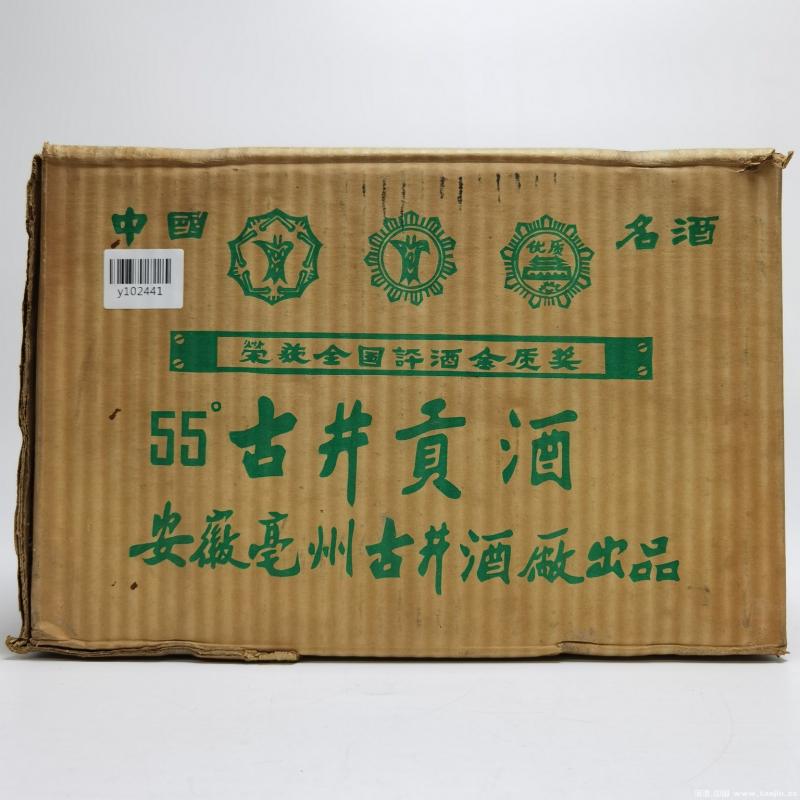 中國 优质 名酒
y102441
荣获全国評酒金质奖
55°古井貢酒
安徽亳州古井酒廠出品